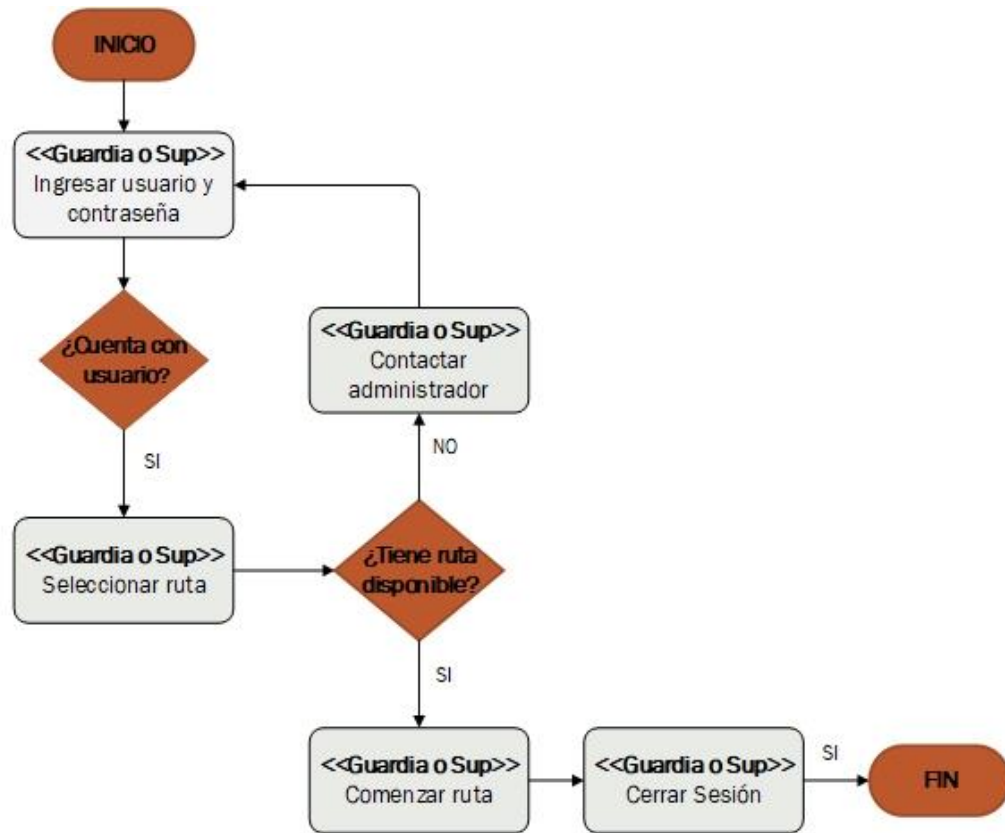 INICIO
<<Guardia o Sup>>
Ingresar usuario y
contraseña
¿Cuenta con
usuario?
SI
<<Guardia o Sup>>
Seleccionar ruta
¿Tiene ruta
disponible?
NO
<<Guardia o Sup>>
Contactar
administrador
SI
<<Guardia o Sup>>
Comenzar ruta
<<Guardia o Sup>>
Cerrar Sesión
SI
FIN